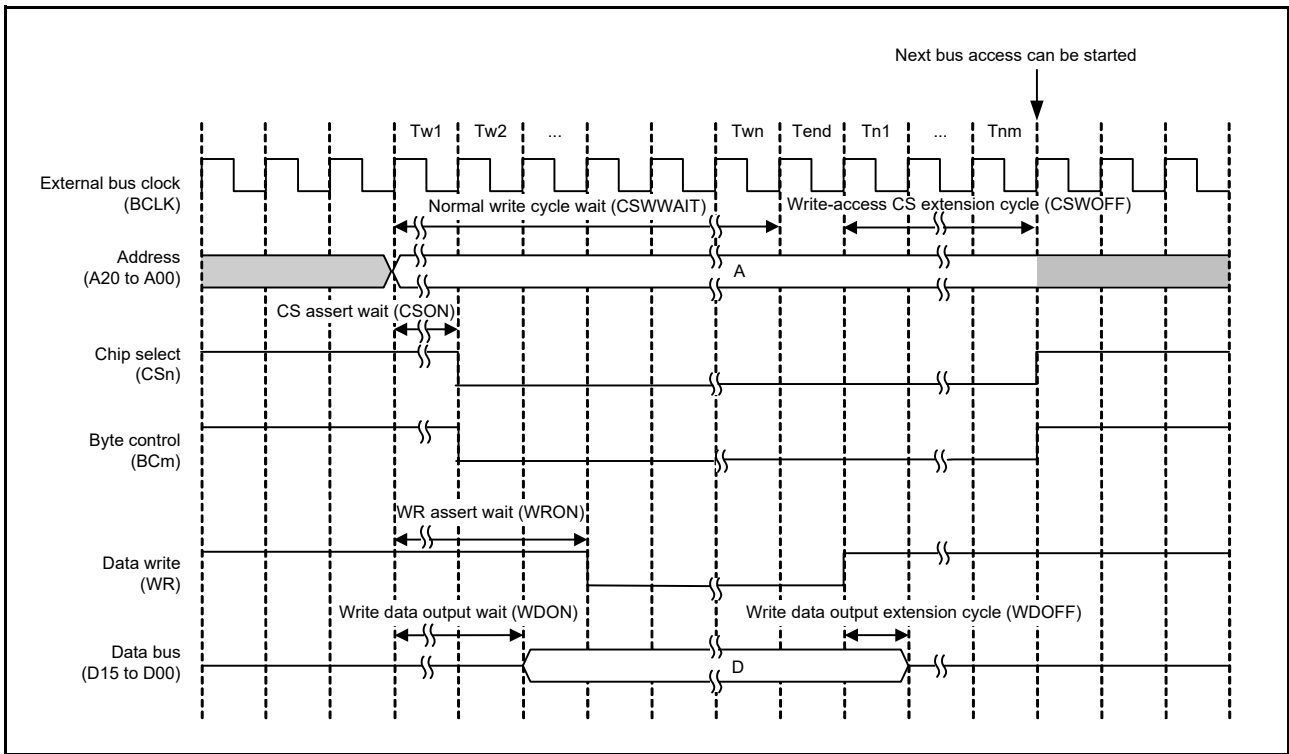 Next bus access can be started
Tw1 Tw2 ... Twn Tend Tn1 ... Tnm
External bus clock
(BCLK)
Normal write cycle wait (CSWWAIT)
Write-access CS extension cycle (CSWOFF)
Address
(A20 to A00)
A
CS assert wait (CSON)
Chip select
(CSn)
Byte control
(BCm)
WR assert wait (WRON)
Data write
(WR)
Write data output wait (WDON)
Write data output extension cycle (WDOFF)
Data bus
(D15 to D00)
D